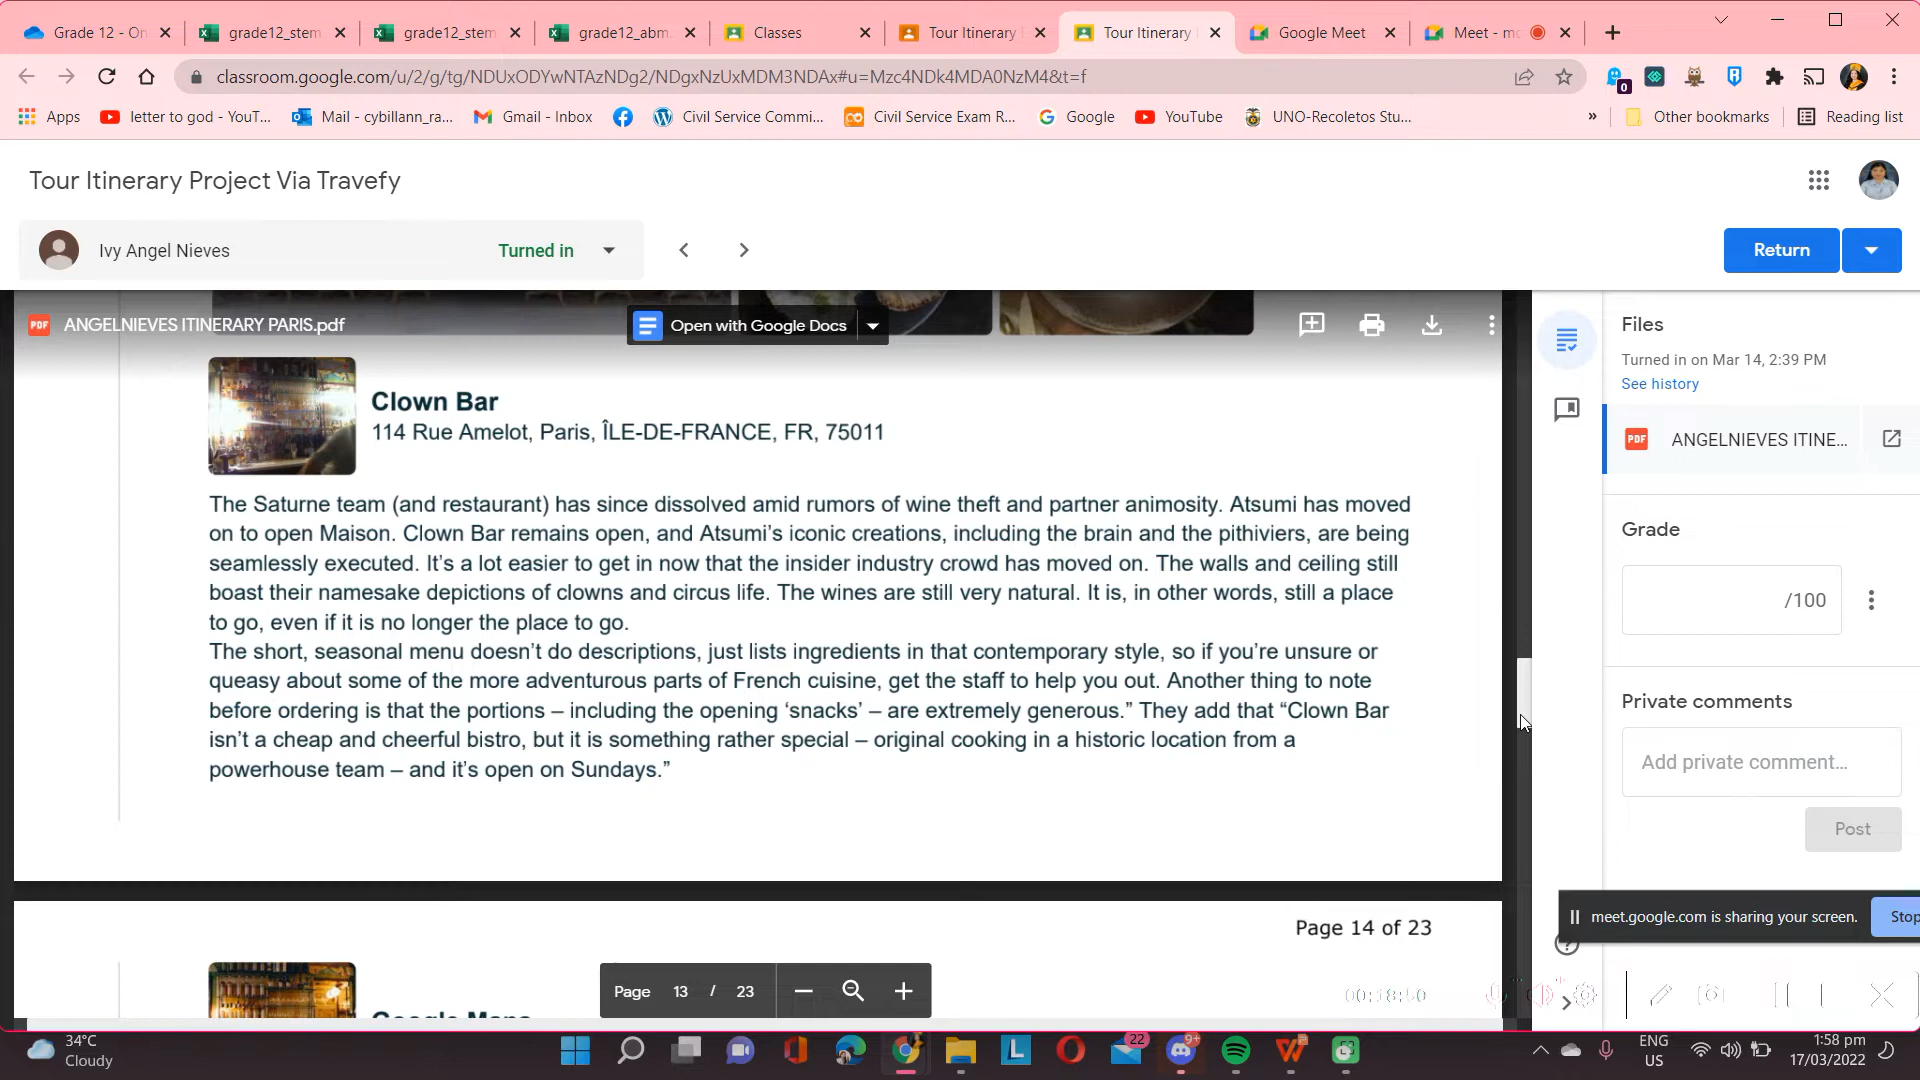 Grade 12 - On
grade12_stem
grade12_stem
grade12_abm
Classes
Tour Itinerary
Tour Itinerary
Google Meet
Meet - m
classroom.google.com/u/2/g/tg/NDUxODYwNTAzNDg2/NDgxNzUxMDM3NDAx#u=Mzc4NDk4MDA0NzM4&t=f
0
Apps
letter to god - YouT...
Mail - cybillann_ra...
Gmail - Inbox
Civil Service Commi...
Civil Service Exam R...
Google
YouTube
UNO-Recoletos Stu...
»
Other bookmarks
Reading list
Tour Itinerary Project Via Travefy
Ivy Angel Nieves
Turned in
Return
PDF
ANGELNIEVES ITINERARY PARIS.pdf
Open with Google Docs
Clown Bar
114 Rue Amelot, Paris, ÎLE-DE-FRANCE, FR, 75011
The Saturne team (and restaurant) has since dissolved amid rumors of wine theft and partner animosity. Atsumi has moved
on to open Maison. Clown Bar remains open, and Atsumi’s iconic creations, including the brain and the pithiviers, are being
seamlessly executed. It’s a lot easier to get in now that the insider industry crowd has moved on. The walls and ceiling still
boast their namesake depictions of clowns and circus life. The wines are still very natural. It is, in other words, still a place
to go, even if it is no longer the place to go.
The short, seasonal menu doesn’t do descriptions, just lists ingredients in that contemporary style, so if you’re unsure or
queasy about some of the more adventurous parts of French cuisine, get the staff to help you out. Another thing to note
before ordering is that the portions – including the opening ‘snacks’ – are extremely generous.” They add that “Clown Bar
isn’t a cheap and cheerful bistro, but it is something rather special – original cooking in a historic location from a
powerhouse team – and it’s open on Sundays.”
Page 14 of 23
Google Maps
Page 13 / 23
Files
Turned in on Mar 14, 2:39 PM
See history
PDF
ANGELNIEVES ITINE...
Grade
/100
Private comments
Add private comment...
Post
meet.google.com is sharing your screen.
Stop
00:18:50
34°C
Cloudy
22
9+
ENG
US
1:58 pm
17/03/2022